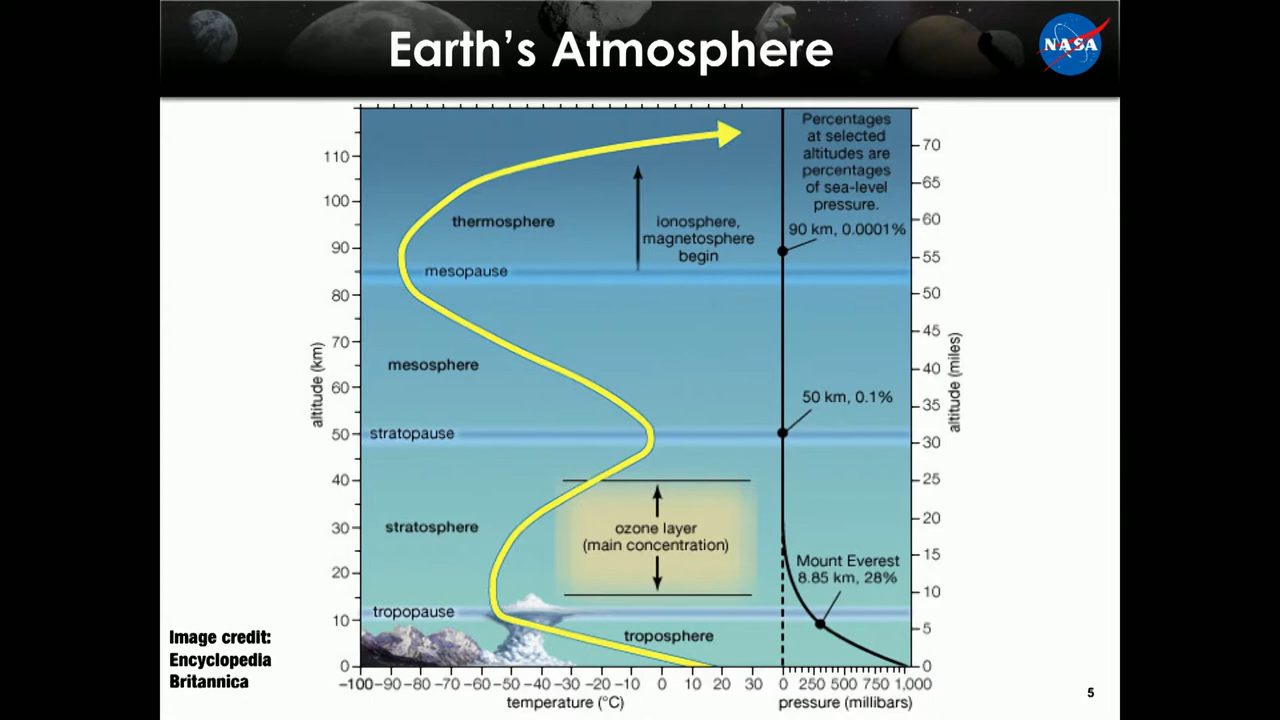 Earth's Atmosphere
NASA
Percentages
at selected
altitudes are
percentages
of sea-level
pressure.
110
100
90
80
70
60
50
40
30
20
10
0
altitude (km)
70
65
60
55
50
45
40
35
30
25
20
15
10
5
0
altitude (miles)
thermosphere
ionosphere,
magnetosphere
begin
90 km, 0.0001%
mesopause
mesosphere
50 km, 0.1%
stratopause
stratosphere
ozone layer
(main concentration)
Mount Everest
8.85 km, 28%
tropopause
troposphere
−100 −90 −80 −70 −60 −50 −40 −30 −20 −10 0 10 20 30
temperature (°C)
0 250 500 750 1,000
pressure (millibars)
Image credit:
Encyclopedia
Britannica
5